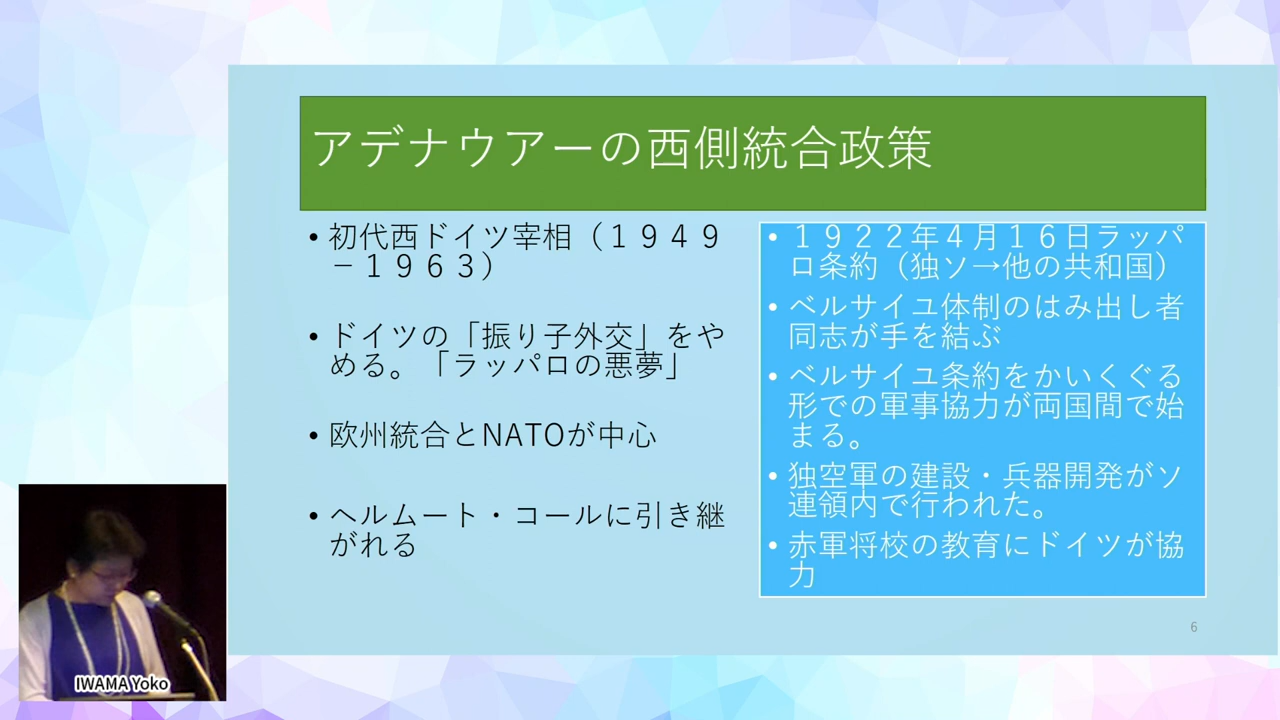 アデナウアーの西側統合政策
• 初代西ドイツ宰相（１９４９
－１９６３）
• ドイツの「振り子外交」をや
める。「ラッパロの悪夢」
• 欧州統合とNATOが中心
• ヘルムート・コールに引き継
がれる
• １９２２年４月１６日ラッパ
ロ条約（独ソ→他の共和国）
• ベルサイユ体制のはみ出し者
同志が手を結ぶ
• ベルサイユ条約をかいくぐる
形での軍事協力が両国間で始
まる。
• 独空軍の建設・兵器開発がソ
連領内で行われた。
• 赤軍将校の教育にドイツが協
力
6
IWAMA Yoko